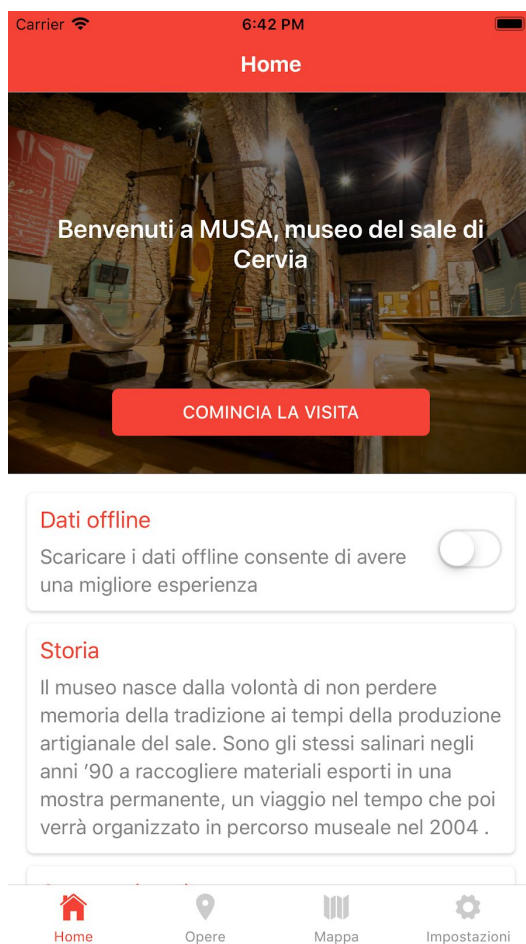 Carrier 6:42 PM
Home
Benvenuti a MUSA, museo del sale di
Cervia
COMINCIA LA VISITA
Dati offline
Scaricare i dati offline consente di avere
una migliore esperienza
Storia
Il museo nasce dalla volontà di non perdere
memoria della tradizione ai tempi della produzione
artigianale del sale. Sono gli stessi salinari negli
anni ’90 a raccogliere materiali esporti in una
mostra permanente, un viaggio nel tempo che poi
verrà organizzato in percorso museale nel 2004 .
Home Opere Mappa Impostazioni